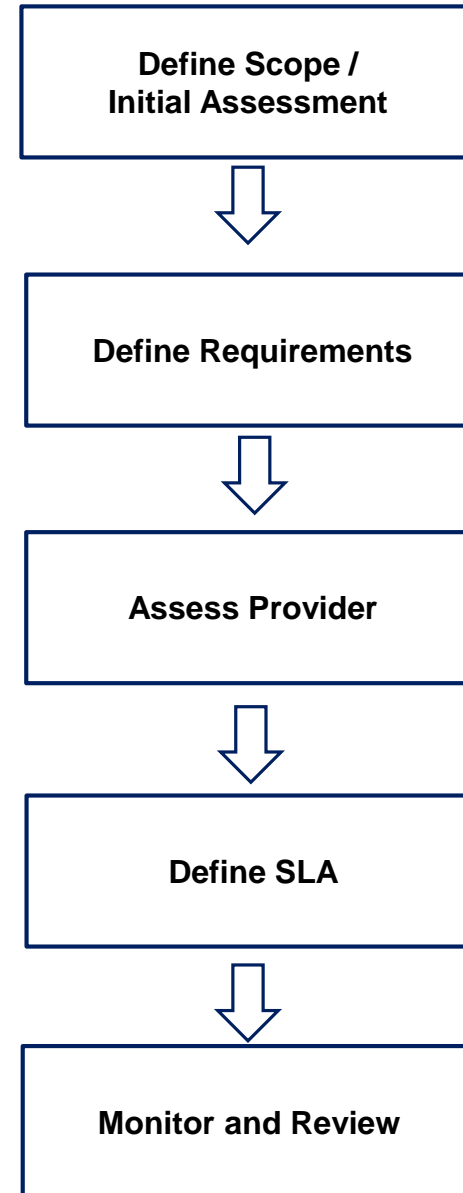 Define Scope /
Initial Assessment
Define Requirements
Assess Provider
Define SLA
Monitor and Review